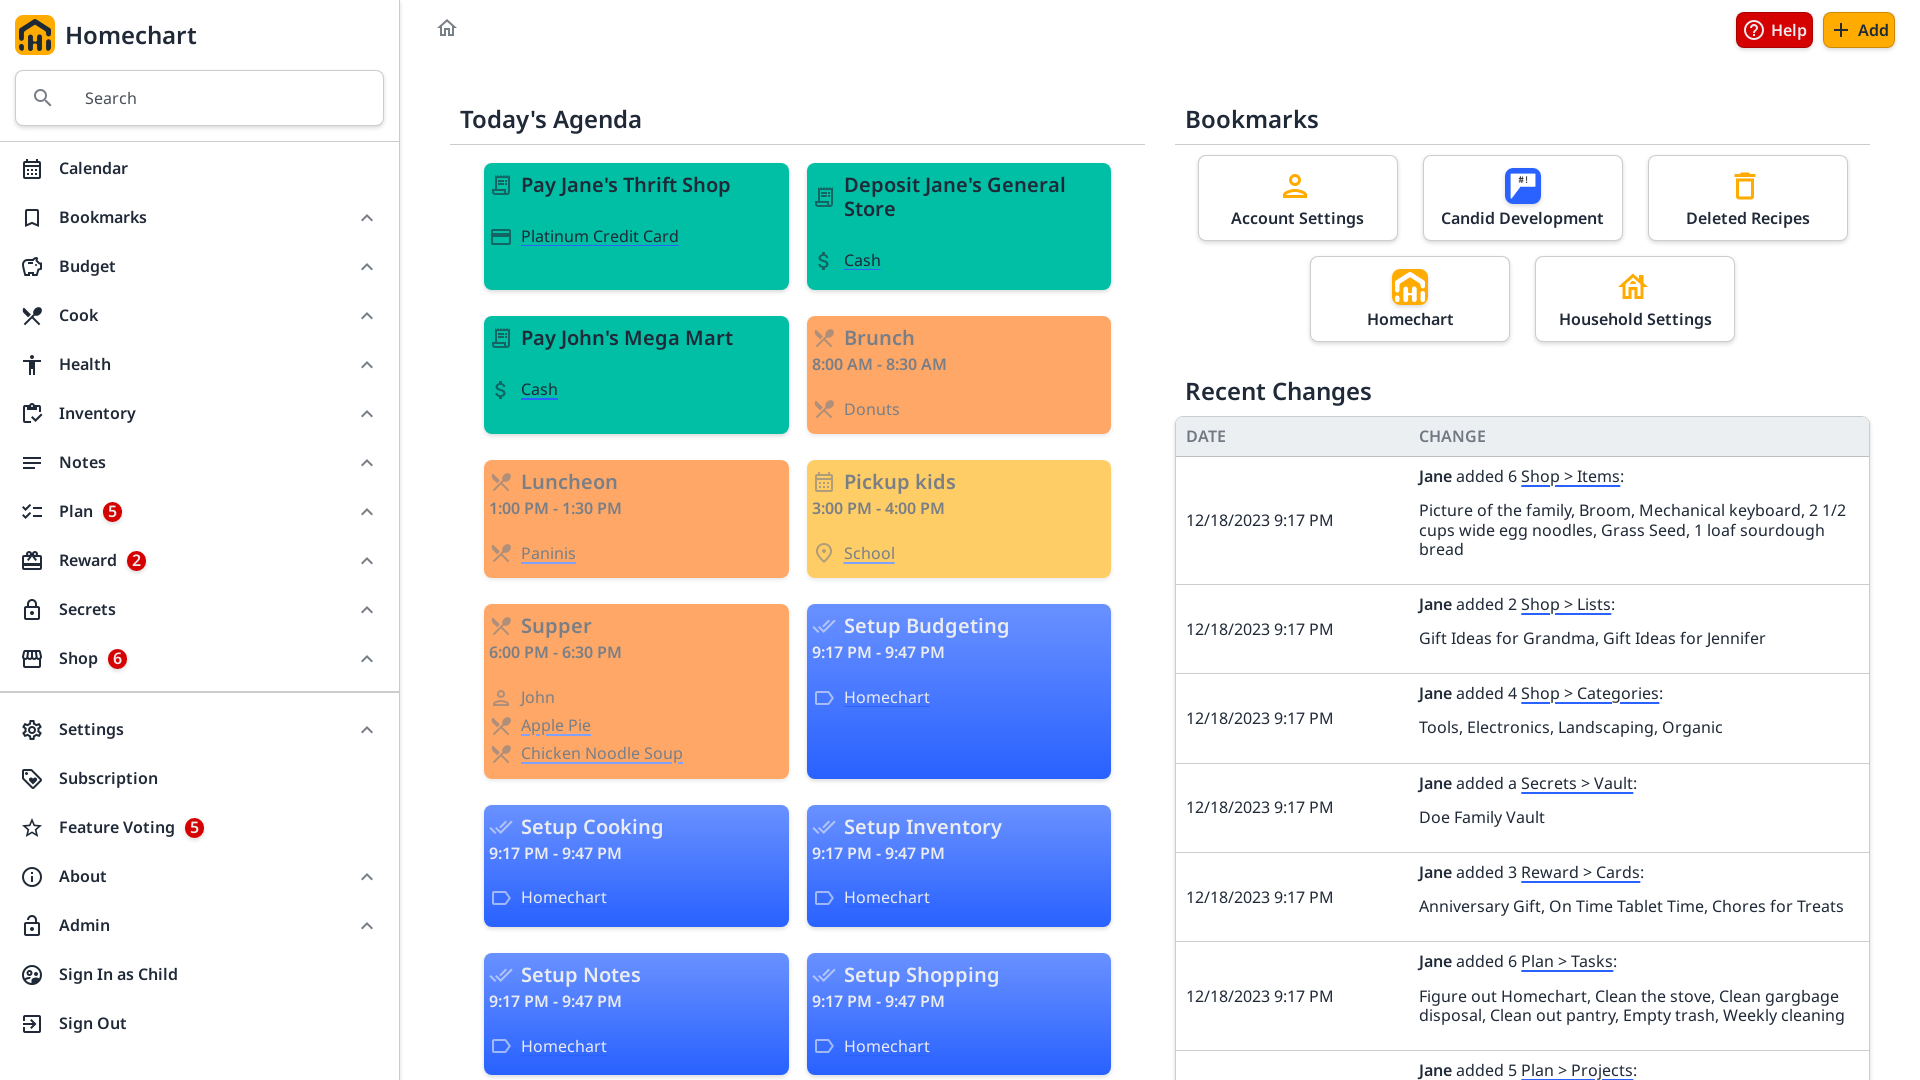 Homechart
Search
Calendar
Bookmarks
Budget
Cook
Health
Inventory
Notes
Plan 5
Reward 2
Secrets
Shop 6
Settings
Subscription
Feature Voting 5
About
Admin
Sign In as Child
Sign Out
Help
Add
Today's Agenda
Pay Jane's Thrift Shop
Platinum Credit Card
Deposit Jane's General
Store
Cash
Pay John's Mega Mart
Cash
Brunch
8:00 AM - 8:30 AM
Donuts
Luncheon
1:00 PM - 1:30 PM
Paninis
Pickup kids
3:00 PM - 4:00 PM
School
Supper
6:00 PM - 6:30 PM
John
Apple Pie
Chicken Noodle Soup
Setup Budgeting
9:17 PM - 9:47 PM
Homechart
Setup Cooking
9:17 PM - 9:47 PM
Homechart
Setup Inventory
9:17 PM - 9:47 PM
Homechart
Setup Notes
9:17 PM - 9:47 PM
Homechart
Setup Shopping
9:17 PM - 9:47 PM
Homechart
Bookmarks
Account Settings
#!
Candid Development
Deleted Recipes
Homechart
Household Settings
Recent Changes
DATE CHANGE
12/18/2023 9:17 PM
Jane added 6 Shop > Items:
Picture of the family, Broom, Mechanical keyboard, 2 1/2
cups wide egg noodles, Grass Seed, 1 loaf sourdough
bread
12/18/2023 9:17 PM
Jane added 2 Shop > Lists:
Gift Ideas for Grandma, Gift Ideas for Jennifer
12/18/2023 9:17 PM
Jane added 4 Shop > Categories:
Tools, Electronics, Landscaping, Organic
12/18/2023 9:17 PM
Jane added a Secrets > Vault:
Doe Family Vault
12/18/2023 9:17 PM
Jane added 3 Reward > Cards:
Anniversary Gift, On Time Tablet Time, Chores for Treats
12/18/2023 9:17 PM
Jane added 6 Plan > Tasks:
Figure out Homechart, Clean the stove, Clean gargbage
disposal, Clean out pantry, Empty trash, Weekly cleaning
Jane added 5 Plan > Projects: